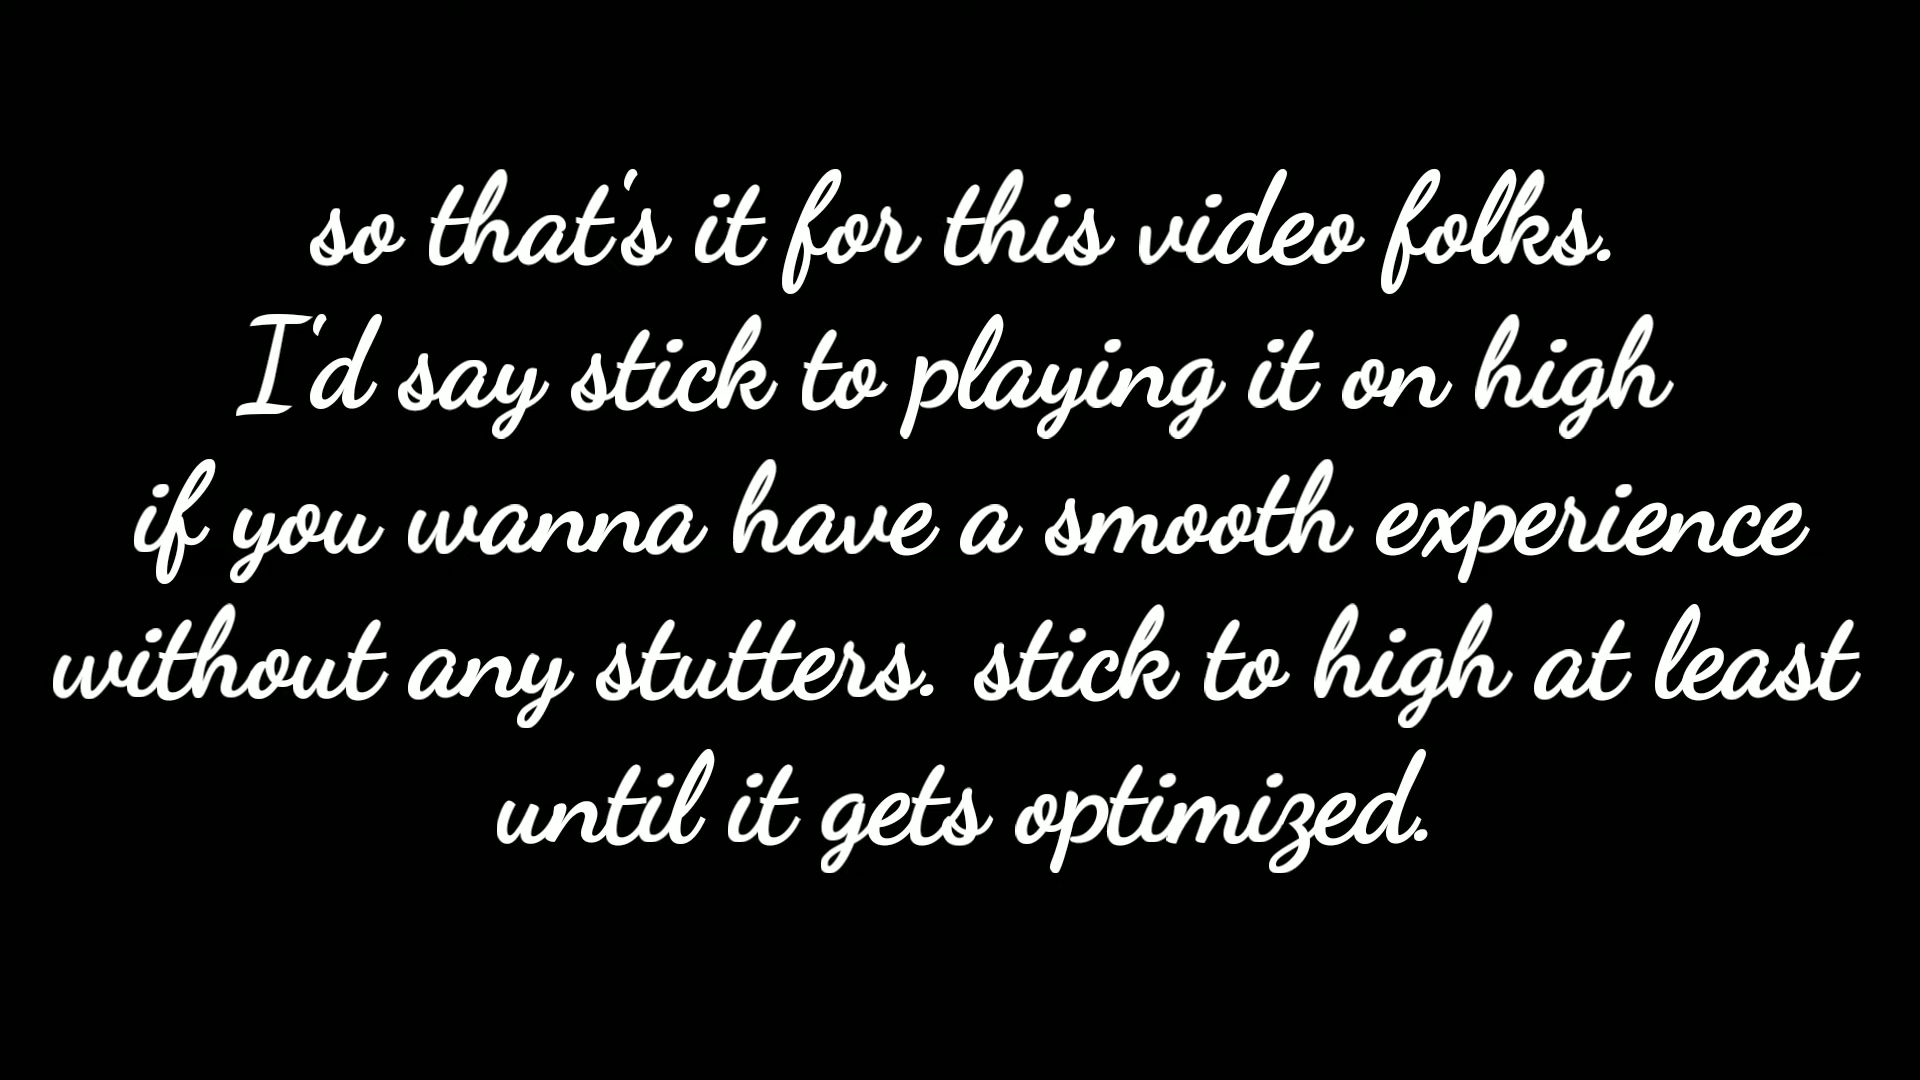 so that's it for this video folks.
I'd say stick to playing it on high
if you wanna have a smooth experience
without any stutters. stick to high at least
until it gets optimized.